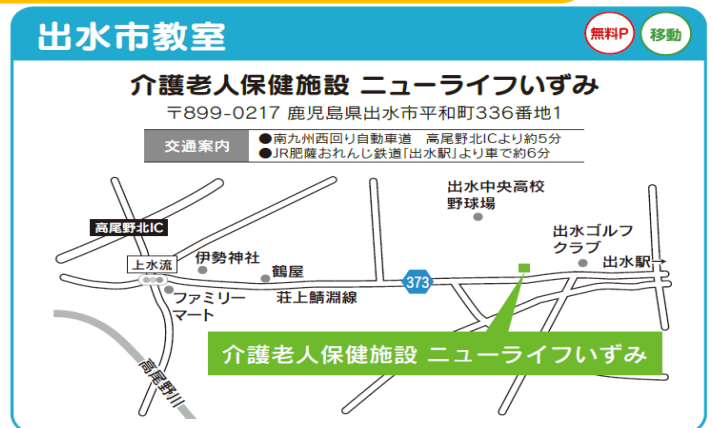 出水市教室
無料P
移動
介護老人保健施設 ニューライフいずみ
〒899-0217 鹿児島県出水市平和町336番地1
交通案内
●南九州西回り自動車道　高尾野北ICより約5分
●JR肥薩おれんじ鉄道「出水駅」より車で約6分
出水中央高校
野球場
高尾野北IC
出水ゴルフ
クラブ
上水流
伊勢神社
出水駅→
鶴屋
373
ファミリー
マート
荘上鯖淵線
介護老人保健施設 ニューライフいずみ
高尾野川